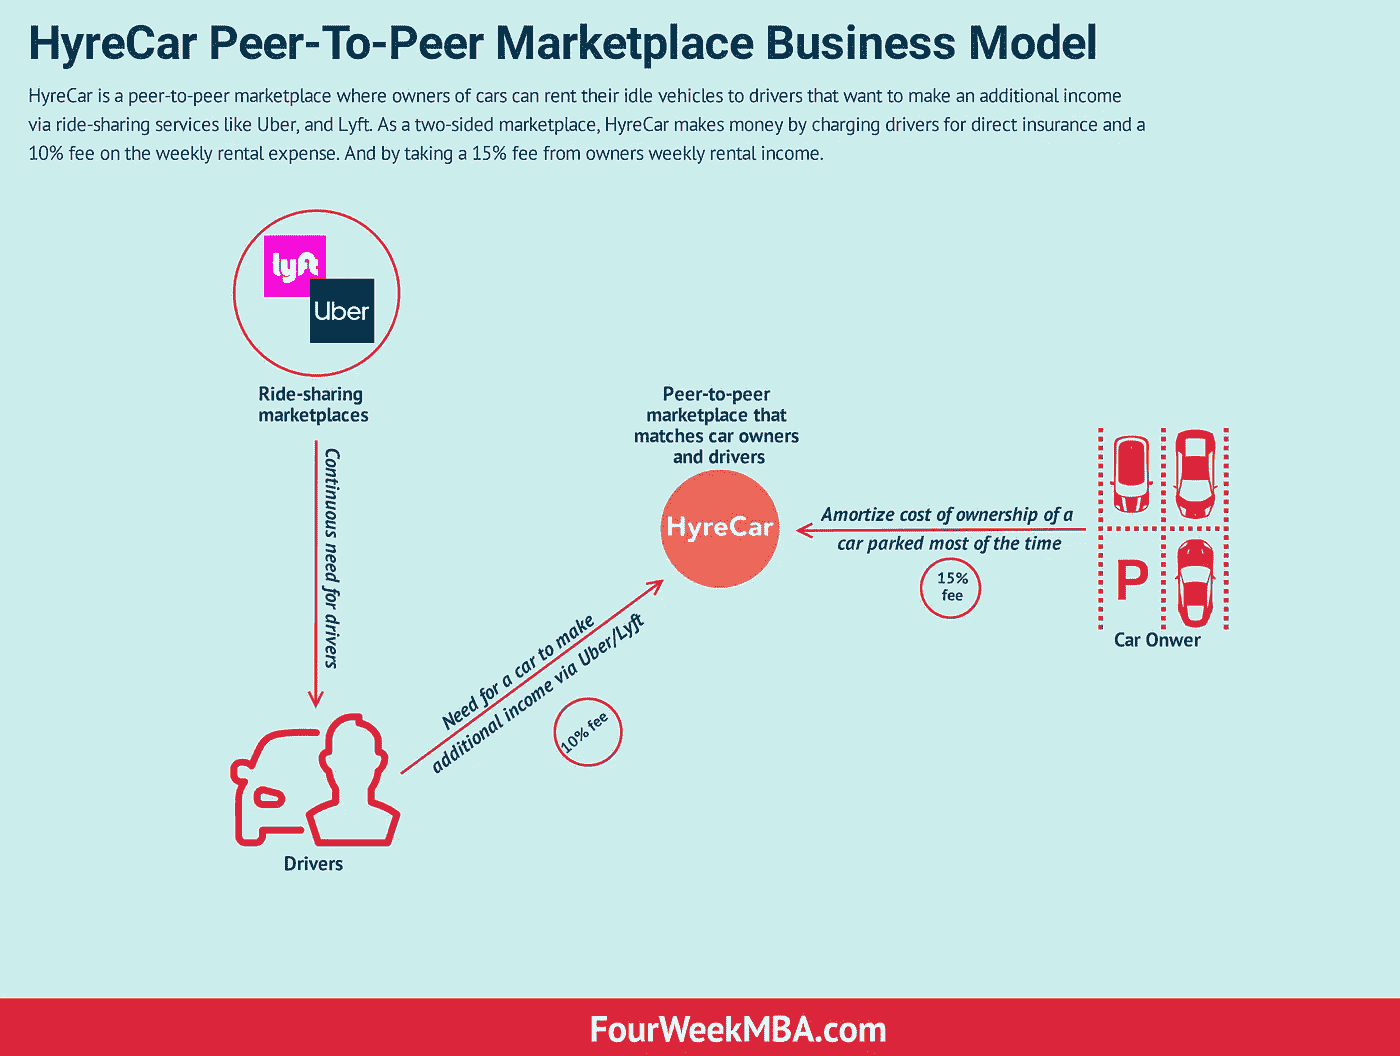 HyreCar Peer-To-Peer Marketplace Business Model
HyreCar is a peer-to-peer marketplace where owners of cars can rent their idle vehicles to drivers that want to make an additional income
via ride-sharing services like Uber, and Lyft. As a two-sided marketplace, HyreCar makes money by charging drivers for direct insurance and a
10% fee on the weekly rental expense. And by taking a 15% fee from owners weekly rental income.
lyft
Uber
Ride-sharing
marketplaces
Continuous need for drivers
Drivers
Need for a car to make
additional income via Uber/Lyft
10% fee
Peer-to-peer
marketplace that
matches car owners
and drivers
HyreCar
Amortize cost of ownership of a
car parked most of the time
15%
fee
P
Car Onwer
FourWeekMBA.com